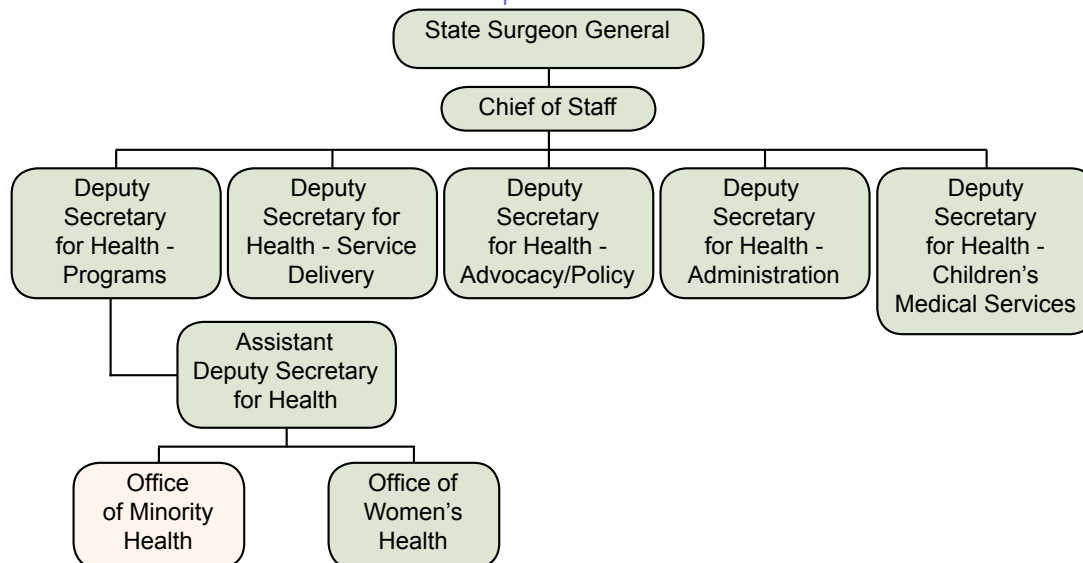 State Surgeon General
Chief of Staff
Deputy
Secretary
for Health -
Programs
Deputy
Secretary for
Health - Service
Delivery
Deputy
Secretary
for Health -
Advocacy/Policy
Deputy
Secretary
for Health -
Administration
Deputy
Secretary
for Health -
Children’s
Medical Services
Assistant
Deputy Secretary
for Health
Office
of Minority
Health
Office of
Women’s
Health